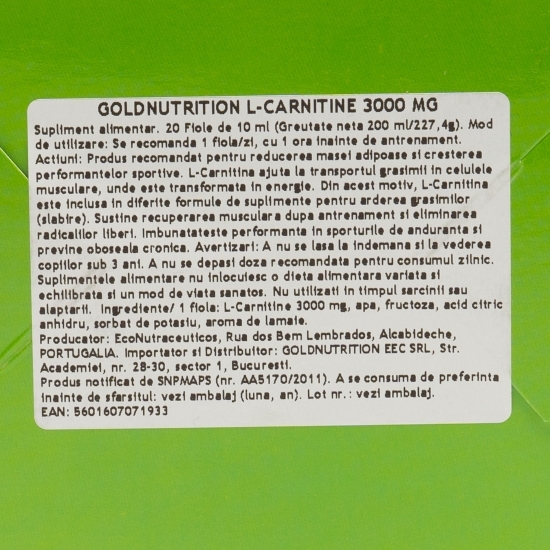 GOLDNUTRITION L-CARNITINE 3000 MG
Supliment alimentar. 20 Fiole de 10 ml (Greutate neta 200 ml/227,4g). Mod
de utilizare: Se recomanda 1 fiola/zi, cu 1 ora inainte de antrenament.
Actiuni: Produs recomandat pentru reducerea masei adipoase si cresterea
performantelor sportive. L-Carnitina ajuta la transportul grasimii in celulele
musculare, unde este transformata in energie. Din acest motiv, L-Carnitina
este inclusa in diferite formule de suplimente pentru arderea grasimilor
(slabire). Sustine recuperarea musculara dupa antrenament si eliminarea
radicalilor liberi. Imbunatateste performanta in sporturile de anduranta si
previne oboseala cronica. Avertizari: A nu se lasa la indemana si la vederea
copiilor sub 3 ani. A nu se depasi doza recomandata pentru consumul zilnic.
Suplimentele alimentare nu inlocuiesc o dieta alimentara variata si
echilibrata si un mod de viata sanatos. Nu utilizati in timpul sarcinii sau
alaptarii. Ingrediente/ 1 fiola: L-Carnitine 3000 mg, apa, fructoza, acid citric
anhidru, sorbat de potasiu, aroma de lamaie.
Producator: EcoNutraceuticos, Rua dos Bem Lembrados, Alcabideche,
PORTUGALIA. Importator si Distribuitor: GOLDNUTRITION EEC SRL, Str.
Academiei, nr. 28-30, sector 1, Bucuresti.
Produs notificat de SNPMAPS (nr. AA5170/2011). A se consuma de preferinta
inainte de sfarsitul: vezi ambalaj (luna, an). Lot nr.: vezi ambalaj.
EAN: 5601607071933